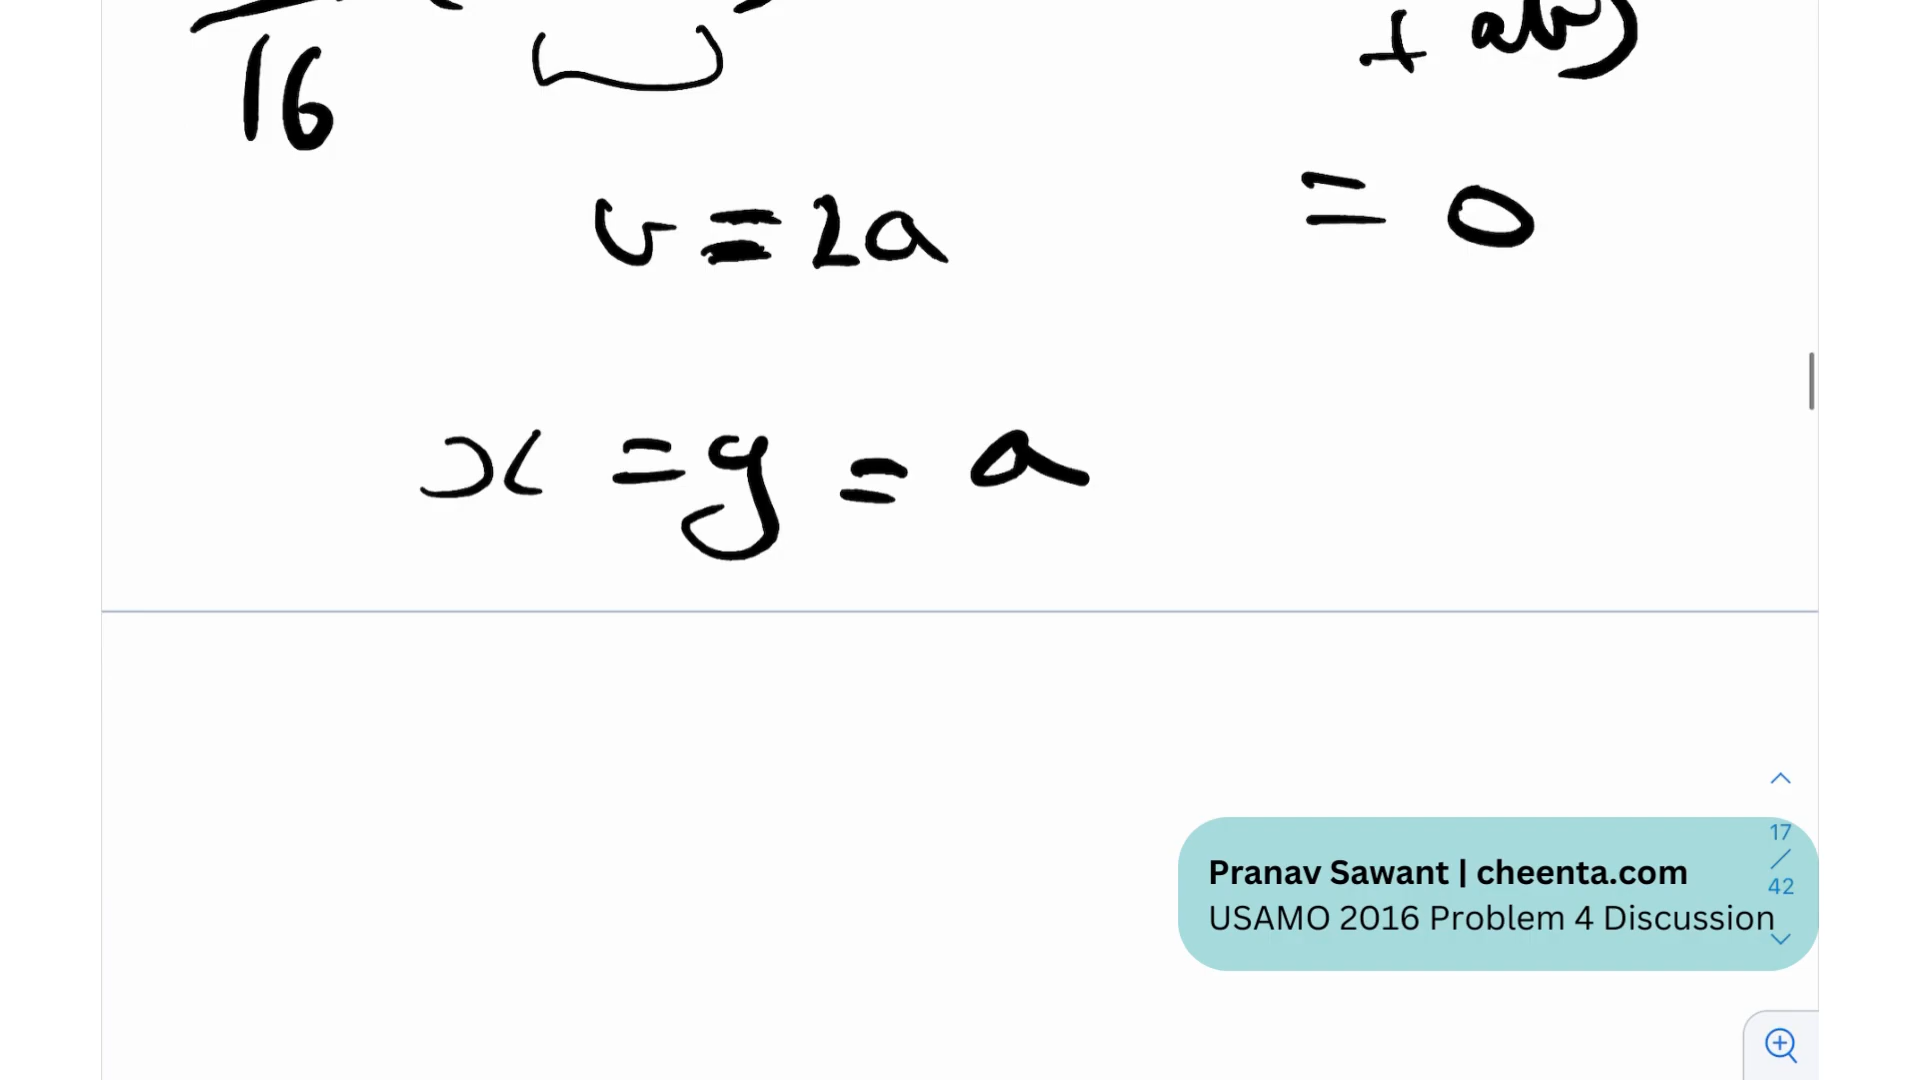 + ab)
16
v = 2a
= 0
x = y = a
17
/
42
Pranav Sawant | cheenta.com
USAMO 2016 Problem 4 Discussion